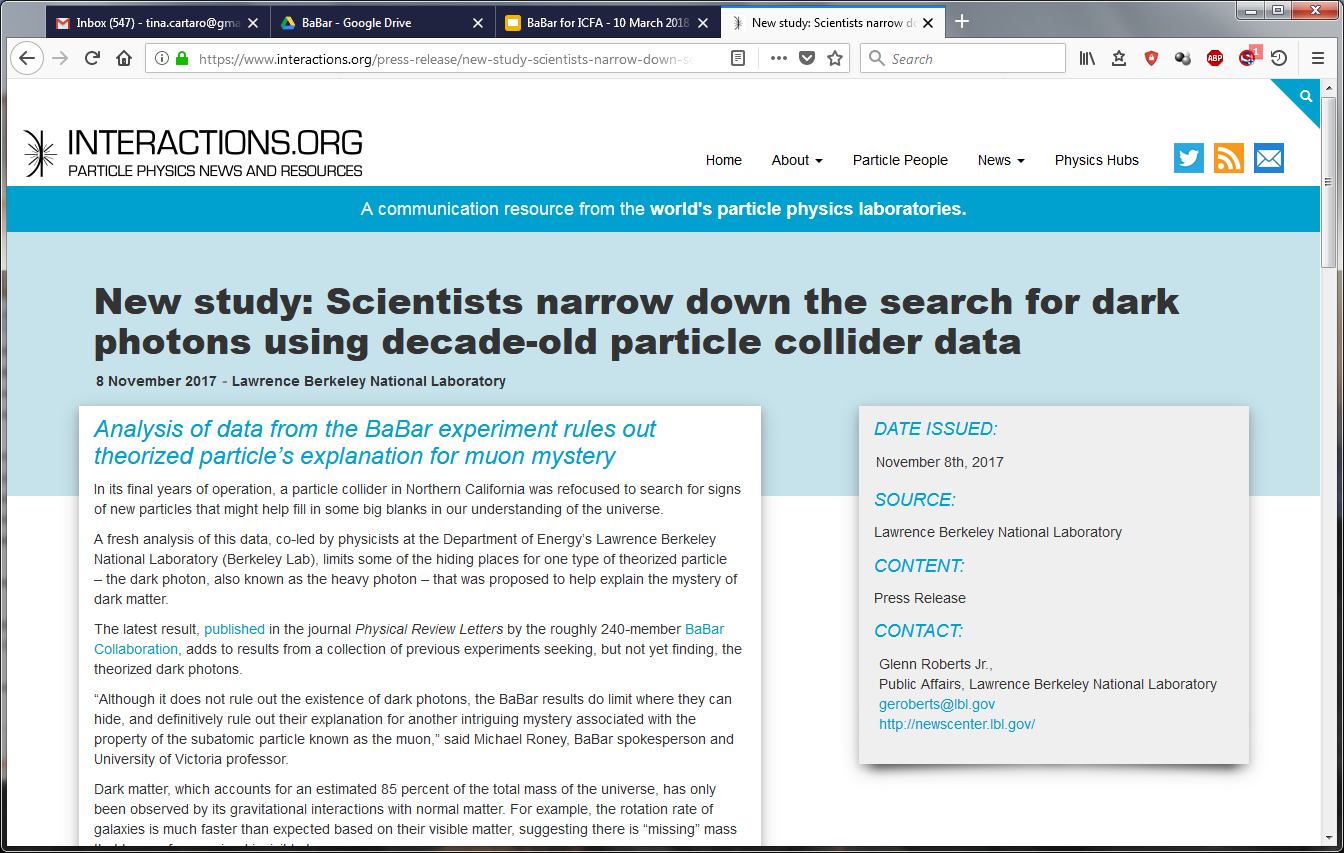 Inbox (547) - tina.cartaro@gma
BaBar - Google Drive
BaBar for ICFA - 10 March 2018
New study: Scientists narrow do
https://www.interactions.org/press-release/new-study-scientists-narrow-down-se
Search
ABP
1
INTERACTIONS.ORG
PARTICLE PHYSICS NEWS AND RESOURCES
Home
About
Particle People
News
Physics Hubs
A communication resource from the world's particle physics laboratories.
New study: Scientists narrow down the search for dark
photons using decade-old particle collider data
8 November 2017 - Lawrence Berkeley National Laboratory
Analysis of data from the BaBar experiment rules out
theorized particle’s explanation for muon mystery
In its final years of operation, a particle collider in Northern California was refocused to search for signs
of new particles that might help fill in some big blanks in our understanding of the universe.
A fresh analysis of this data, co-led by physicists at the Department of Energy’s Lawrence Berkeley
National Laboratory (Berkeley Lab), limits some of the hiding places for one type of theorized particle
– the dark photon, also known as the heavy photon – that was proposed to help explain the mystery of
dark matter.
The latest result, published in the journal Physical Review Letters by the roughly 240-member BaBar
Collaboration, adds to results from a collection of previous experiments seeking, but not yet finding, the
theorized dark photons.
“Although it does not rule out the existence of dark photons, the BaBar results do limit where they can
hide, and definitively rule out their explanation for another intriguing mystery associated with the
property of the subatomic particle known as the muon,” said Michael Roney, BaBar spokesperson and
University of Victoria professor.
Dark matter, which accounts for an estimated 85 percent of the total mass of the universe, has only
been observed by its gravitational interactions with normal matter. For example, the rotation rate of
galaxies is much faster than expected based on their visible matter, suggesting there is “missing” mass
DATE ISSUED:
November 8th, 2017
SOURCE:
Lawrence Berkeley National Laboratory
CONTENT:
Press Release
CONTACT:
Glenn Roberts Jr.,
Public Affairs, Lawrence Berkeley National Laboratory
geroberts@lbl.gov
http://newscenter.lbl.gov/